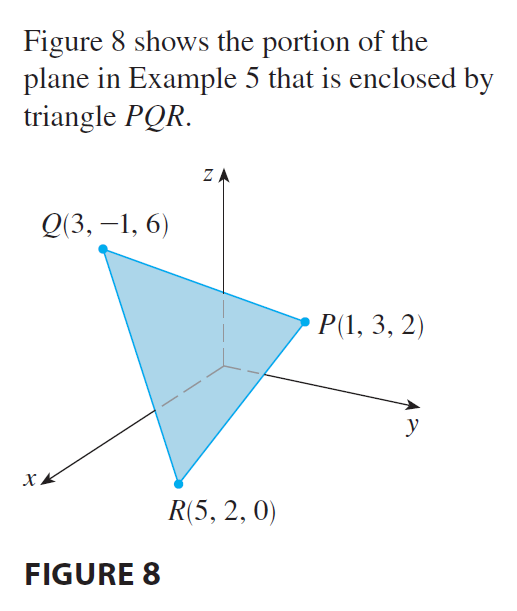 Figure 8 shows the portion of the
plane in Example 5 that is enclosed by
triangle PQR.
z
Q(3, −1, 6)
P(1, 3, 2)
y
x
R(5, 2, 0)
FIGURE 8